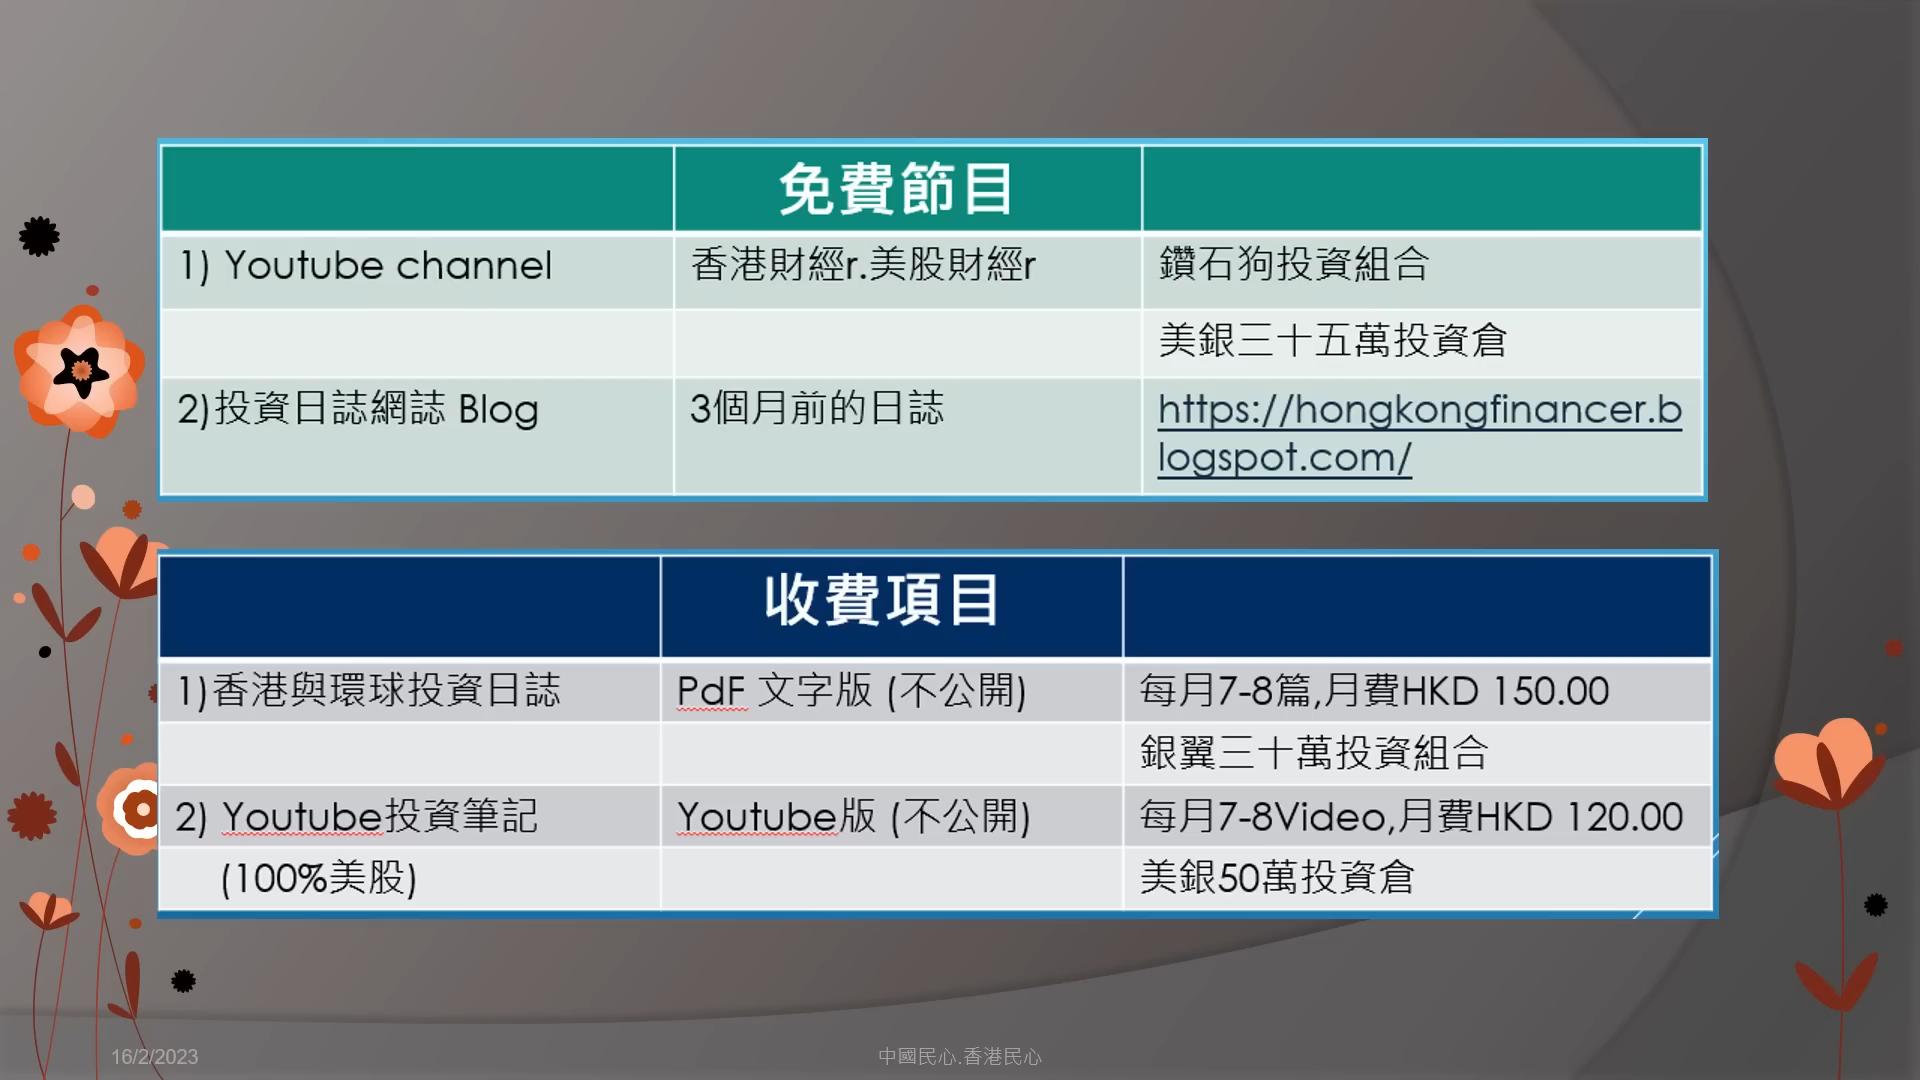 免費節目
1) Youtube channel 香港財經r.美股財經r 鑽石狗投資組合
美銀三十五萬投資倉
2)投資日誌網誌 Blog 3個月前的日誌 https://hongkongfinancer.b
logspot.com/
收費項目
1)香港與環球投資日誌 PdF 文字版 (不公開) 每月7-8篇,月費HKD 150.00
銀翼三十萬投資組合
2) Youtube投資筆記 Youtube版 (不公開) 每月7-8Video,月費HKD 120.00
(100%美股) 美銀50萬投資倉
16/2/2023 中國民心.香港民心